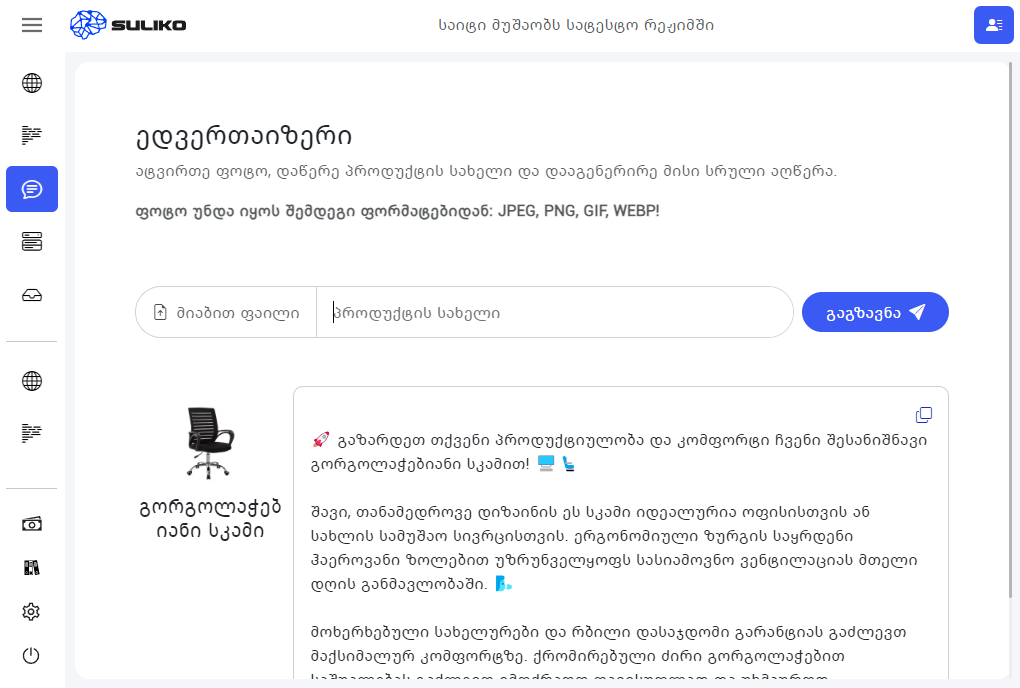 SULIKO
საიტი მუშაობს სატესტო რეჟიმში
ედვერთაიზერი
ატვირთე ფოტო, დაწერე პროდუქტის სახელი და დააგენერირე მისი სრული აღწერა.
ფოტო უნდა იყოს შემდეგი ფორმატებიდან: JPEG, PNG, GIF, WEBP!
მიაბით ფაილი
პროდუქტის სახელი
გაგზავნა
გორგოლაჭებ
იანი სკამი
🚀 გაზარდეთ თქვენი პროდუქტიულობა და კომფორტი ჩვენი შესანიშნავი
გორგოლაჭებიანი სკამით! 🖥️ 💺
შავი, თანამედროვე დიზაინის ეს სკამი იდეალურია ოფისისთვის ან
სახლის სამუშაო სივრცისთვის. ერგონომიული ზურგის საყრდენი
ჰაეროვანი ზოლებით უზრუნველყოფს სასიამოვნო ვენტილაციას მთელი
დღის განმავლობაში. 🌬️
მოხერხებული სახელურები და რბილი დასაჯდომი გარანტიას გაძლევთ
მაქსიმალურ კომფორტზე. ქრომირებული ძირი გორგოლაჭებით